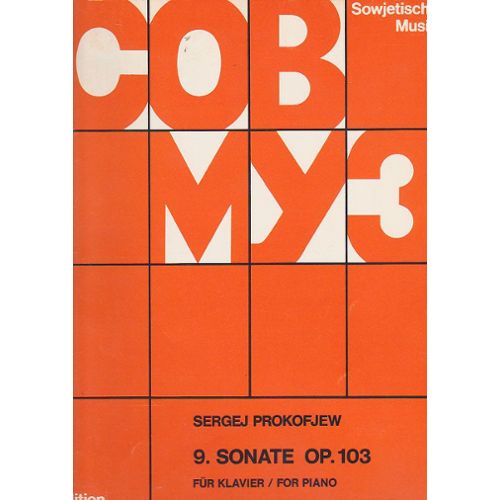 СОВ
Sowjetisch
Musi
МУЗ
SERGEJ PROKOFJEW
9. SONATE OP. 103
FÜR KLAVIER / FOR PIANO
ition